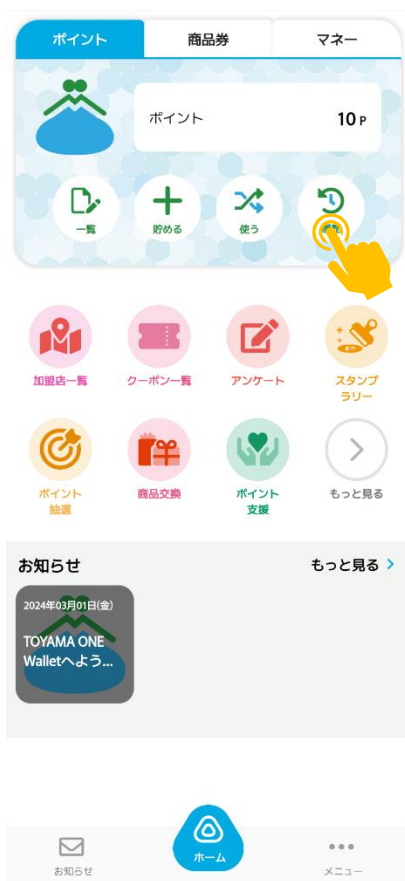 ポイント 商品券 マネー
ポイント 10 P
一覧 貯める 使う
加盟店一覧 クーポン一覧 アンケート スタンプ
ラリー
ポイント
抽選 商品交換 ポイント
支援 もっと見る
お知らせ もっと見る
2024年03月01日(金)
TOYAMA ONE
Walletへよう...
お知らせ ホーム メニュー